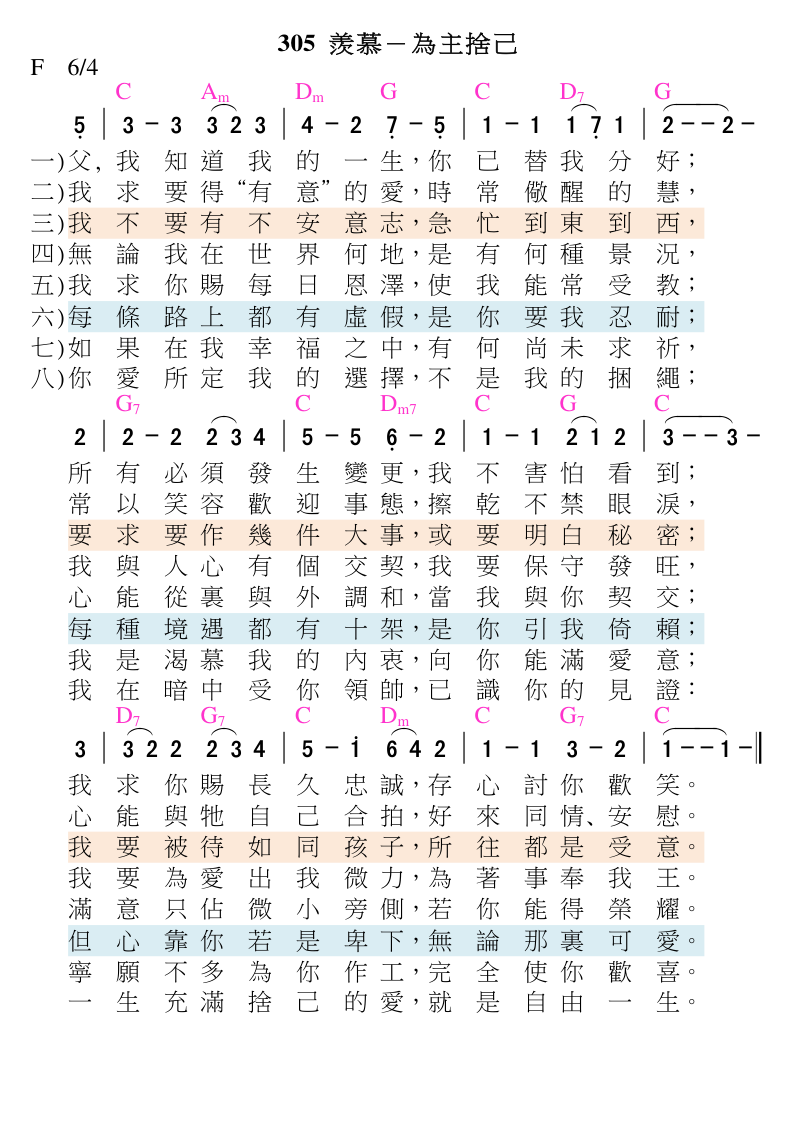 305 羨慕－為主捨己
F 6/4
C Am Dm G C D7 G
5 | 3 - 3 3 2 3 | 4 - 2 7 - 5 | 1 - 1 1 7 1 | 2 - - 2 -
一)父, 我知道我的一生,你已替我分好;
二)我求要得“有意”的愛,時常儆醒的慧,
三)我不要有不安意志,急忙到東到西,
四)無論我在世界何地,是有何種景況,
五)我求你賜每日恩澤,使我能常受教;
六)每條路上都有虛假,是你要我忍耐;
七)如果在我幸福之中,有何尚未求祈,
八)你愛所定我的選擇,不是我的捆繩;
G7 C Dm7 C G C
2 | 2 - 2 2 3 4 | 5 - 5 6 - 2 | 1 - 1 2 1 2 | 3 - - 3 -
所有必須發生變更,我不害怕看到;
常以笑容歡迎事態,擦乾不禁眼淚,
要求要作幾件大事,或要明白秘密;
我與人心有個交契,我要保守發旺,
心能從裏與外調和,當我與你契交;
每種境遇都有十架,是你引我倚賴;
我是渴慕我的內衷,向你能滿愛意;
我在暗中受你領帥,已識你的見證:
D7 G7 C Dm C G7 C
3 | 3 2 2 2 3 4 | 5 - 1 6 4 2 | 1 - 1 3 - 2 | 1 - - 1 - ‖
我求你賜長久忠誠,存心討你歡笑。
心能與牠自己合拍,好來同情、安慰。
我要被待如同孩子,所往都是受意。
我要為愛出我微力,為著事奉我王。
滿意只佔微小旁側,若你能得榮耀。
但心靠你若是卑下,無論那裏可愛。
寧願不多為你作工,完全使你歡喜。
一生充滿捨己的愛,就是自由一生。